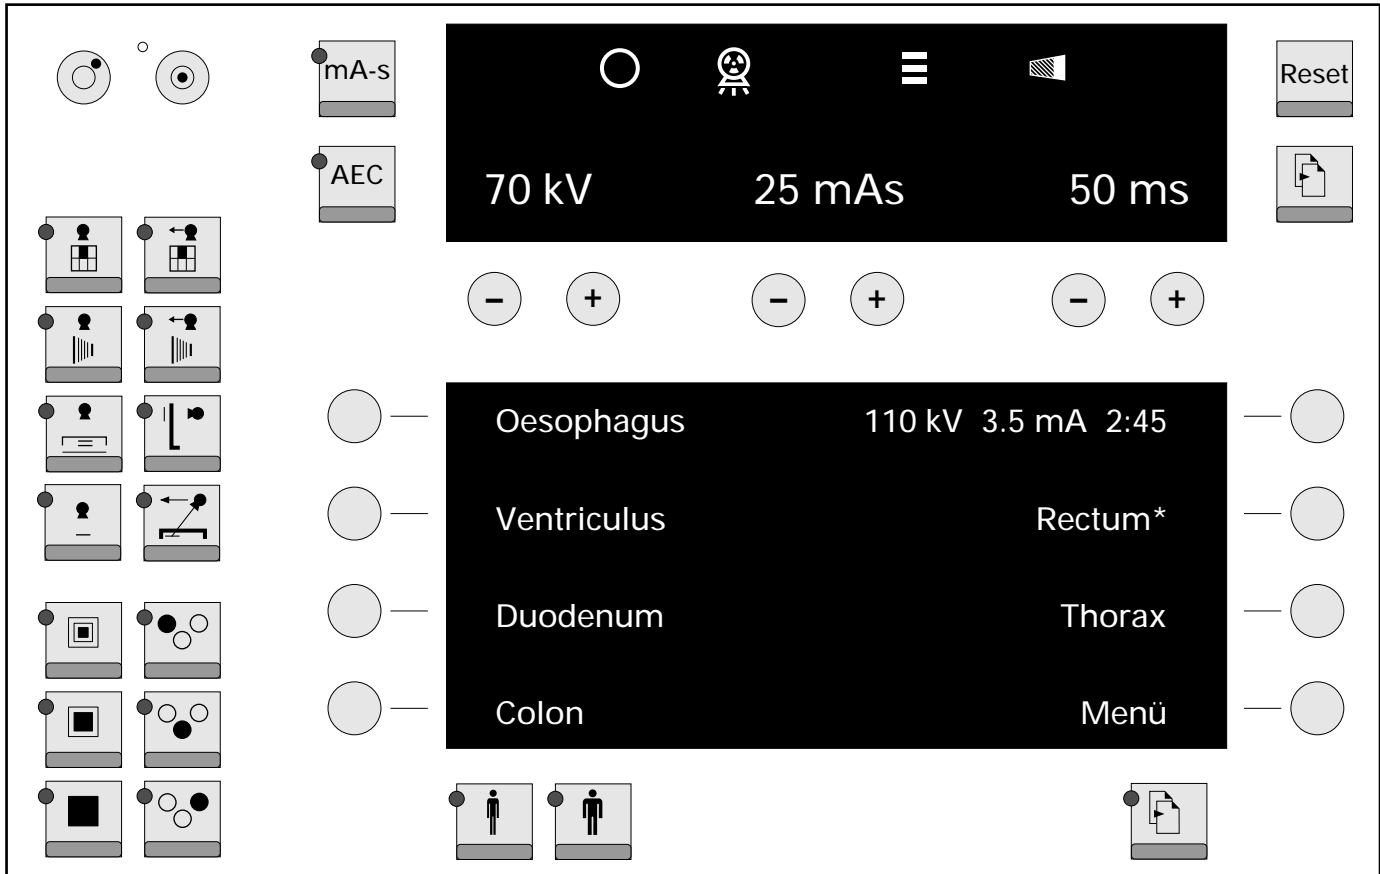 mA-s
Reset
AEC
70 kV 25 mAs 50 ms
– + – + – +
Oesophagus 110 kV 3.5 mA 2:45
Ventriculus Rectum*
Duodenum Thorax
Colon Menü